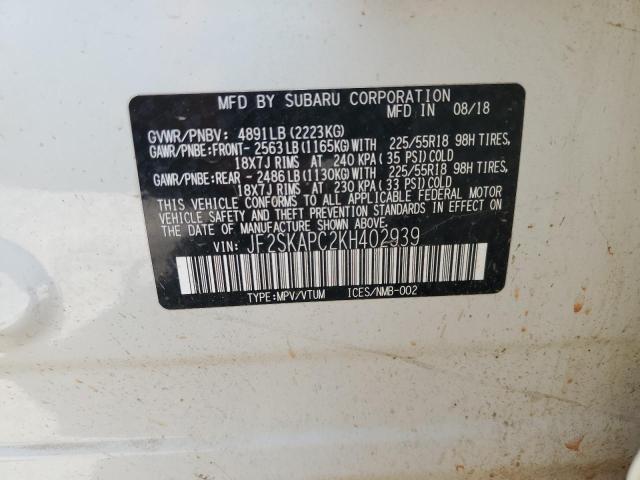 MFD BY SUBARU CORPORATION
MFD IN 08/18
GVWR/PNBV: 4891LB(2223KG)
GAWR/PNBE:FRONT- 2563LB(1165KG)WITH 225/55R18 98H TIRES,
18X7J RIMS AT 240 KPA(35 PSI)COLD
GAWR/PNBE:REAR - 2486LB(1130KG)WITH 225/55R18 98H TIRES,
18X7J RIMS AT 230 KPA(33 PSI)COLD
THIS VEHICLE CONFORMS TO ALL APPLICABLE FEDERAL MOTOR
VEHICLE SAFETY AND BUMPER STANDARDS IN EFFECT ON
THE DATE OF MANUFACTURE SHOWN ABOVE.
VIN: JF2SKAPC2KH402939
TYPE:MPV/VTUM ICES/NMB-002